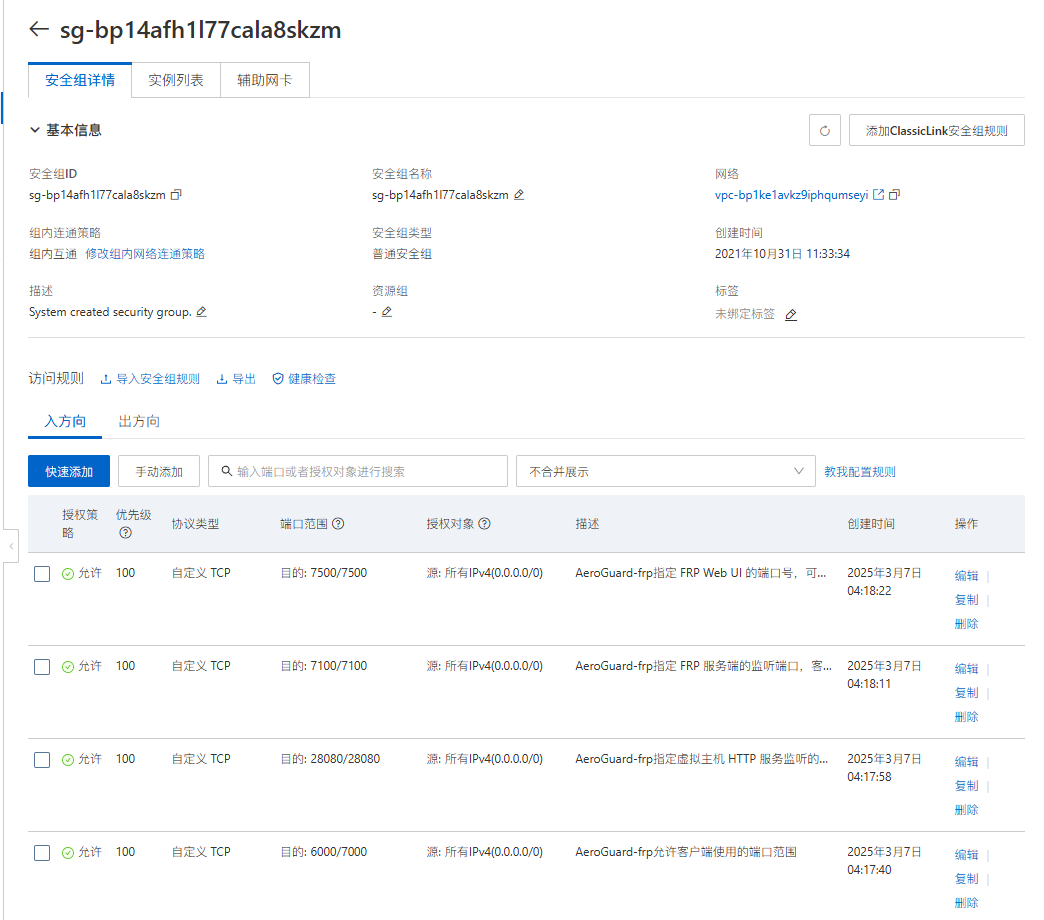 sg-bp14afh1l77cala8skzm
安全组详情 实例列表 辅助网卡
基本信息 添加ClassicLink安全组规则
安全组ID 安全组名称 网络
sg-bp14afh1l77cala8skzm sg-bp14afh1l77cala8skzm vpc-bp1ke1avkz9iphqumseyi
组内连通策略 安全组类型 创建时间
组内互通 修改组内网络连通策略 普通安全组 2021年10月31日 11:33:34
描述 资源组 标签
System created security group. - 未绑定标签
访问规则 导入安全组规则 导出 健康检查
入方向 出方向
快速添加 手动添加 输入端口或者授权对象进行搜索 不合并展示 教我配置规则
授权策略 优先级 协议类型 端口范围 授权对象 描述 创建时间 操作
允许 100 自定义 TCP 目的: 7500/7500 源: 所有IPv4(0.0.0.0/0) AeroGuard-frp指定 FRP Web UI 的端口号，可... 2025年3月7日 编辑
04:18:22 复制
删除
允许 100 自定义 TCP 目的: 7100/7100 源: 所有IPv4(0.0.0.0/0) AeroGuard-frp指定 FRP 服务端的监听端口，客... 2025年3月7日 编辑
04:18:11 复制
删除
允许 100 自定义 TCP 目的: 28080/28080 源: 所有IPv4(0.0.0.0/0) AeroGuard-frp指定虚拟主机 HTTP 服务监听的... 2025年3月7日 编辑
04:17:58 复制
删除
允许 100 自定义 TCP 目的: 6000/7000 源: 所有IPv4(0.0.0.0/0) AeroGuard-frp允许客户端使用的端口范围 2025年3月7日 编辑
04:17:40 复制
删除